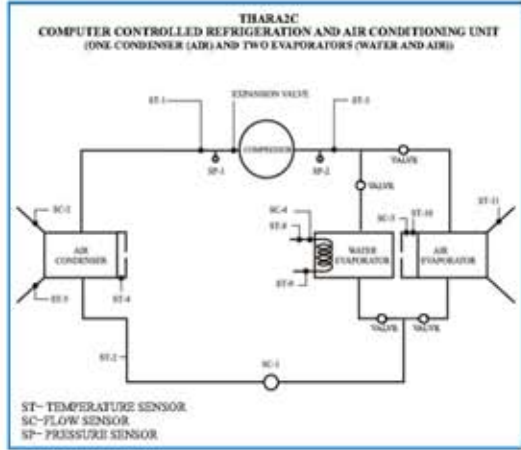 THARA2C
COMPUTER CONTROLLED REFRIGERATION AND AIR CONDITIONING UNIT
(ONE CONDENSER (AIR) AND TWO EVAPORATORS (WATER AND AIR))
EXPANSION VALVE
ST-1
ST-3
COMPRESSOR
SP-1
SP-2
VALVE
VALVE
SC-2
SC-4
SC-3
ST-10
ST-11
ST-8
AIR
CONDENSER
WATER
EVAPORATOR
AIR
EVAPORATOR
ST-5
ST-4
ST-9
VALVE
VALVE
ST-2
SC-1
ST- TEMPERATURE SENSOR
SC-FLOW SENSOR
SP- PRESSURE SENSOR